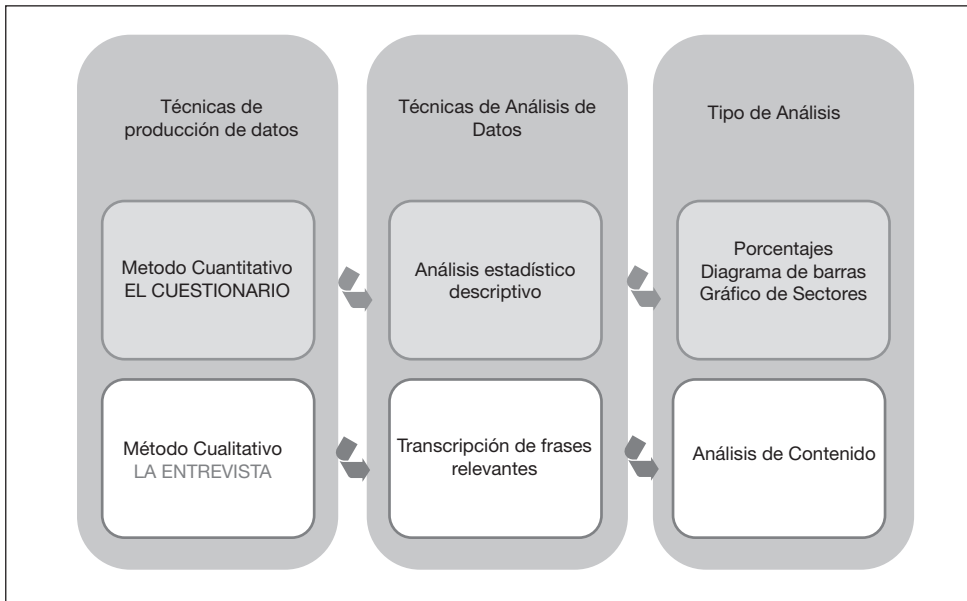 Técnicas de
producción de datos
Técnicas de Análisis de
Datos
Tipo de Análisis
Metodo Cuantitativo
EL CUESTIONARIO
Análisis estadístico
descriptivo
Porcentajes
Diagrama de barras
Gráfico de Sectores
Método Cualitativo
LA ENTREVISTA
Transcripción de frases
relevantes
Análisis de Contenido